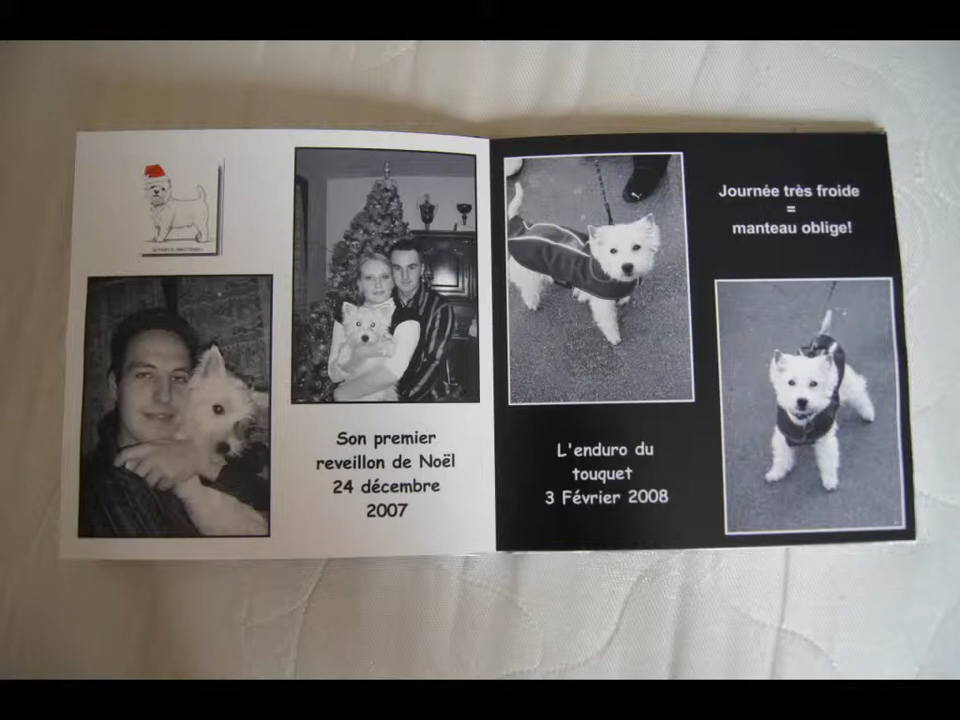 Son premier
reveillon de Noël
24 décembre
2007
Journée très froide
=
manteau oblige!
L'enduro du
touquet
3 Février 2008